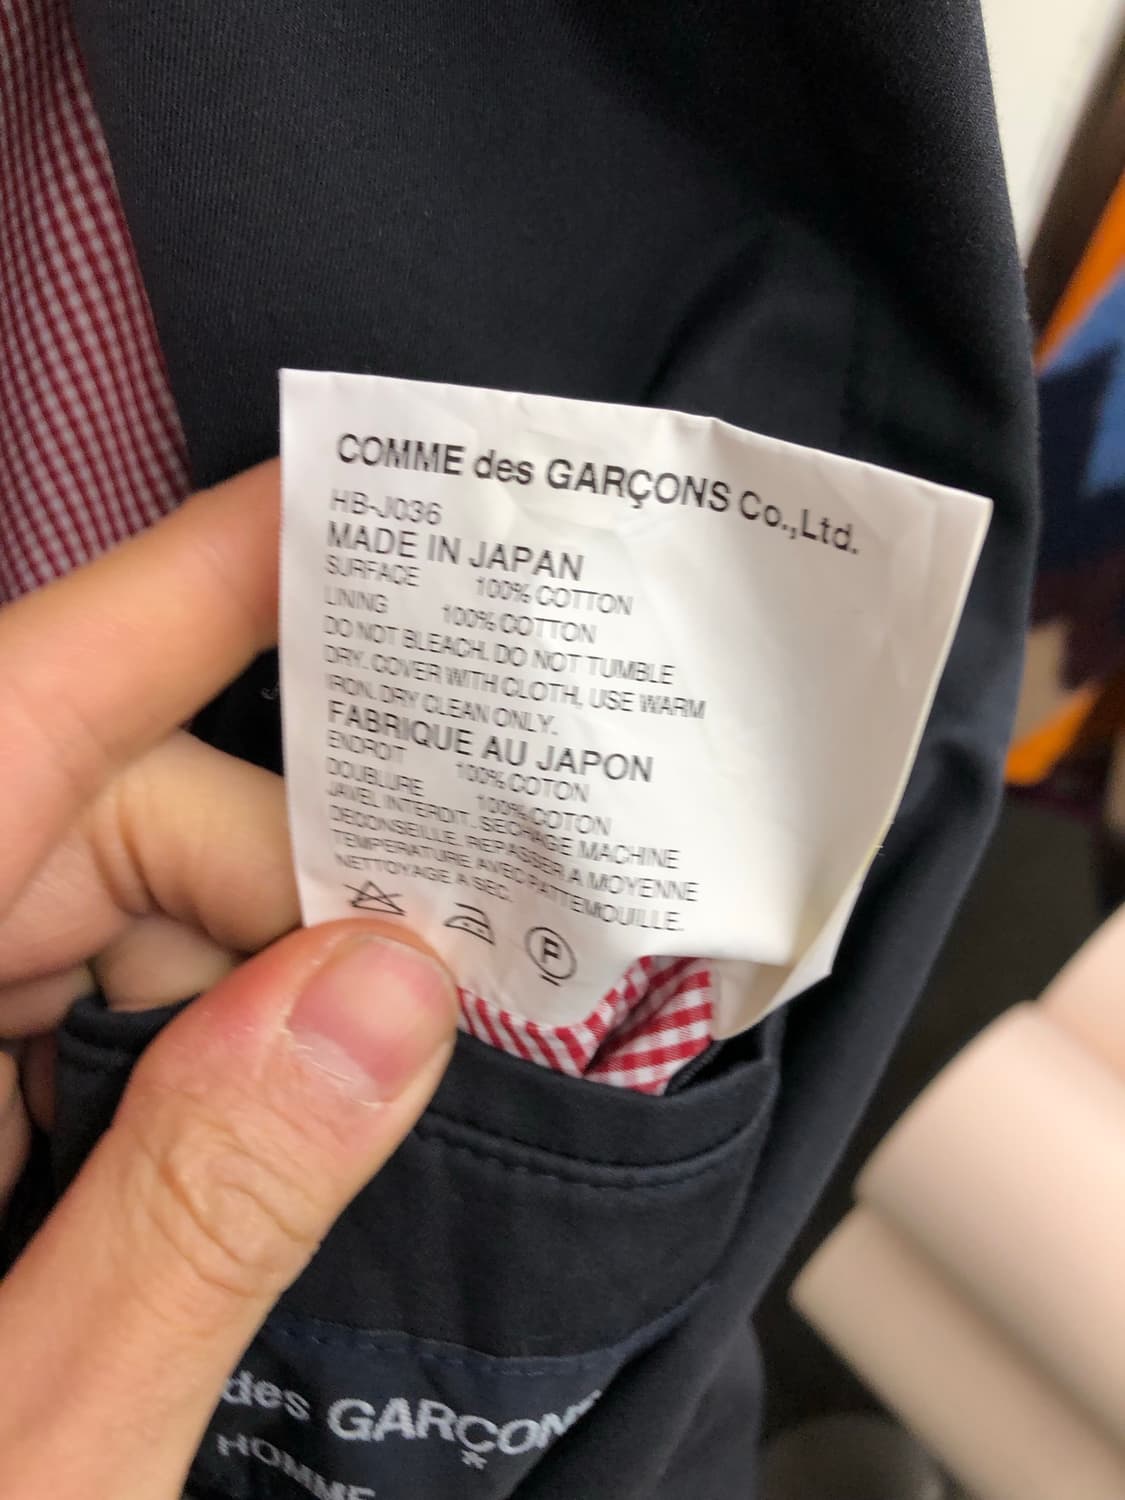 COMME des GARÇONS Co.,Ltd.
HB-J036
MADE IN JAPAN
SURFACE 100% COTTON
LINING 100% COTTON
DO NOT BLEACH. DO NOT TUMBLE
DRY. COVER WITH CLOTH, USE WARM
IRON. DRY CLEAN ONLY.
FABRIQUE AU JAPON
ENDROIT 100% COTON
DOUBLURE 100% COTON
JAVEL INTERDIT. SECHAGE MACHINE
DECONSEILLE. REPASSER A MOYENNE
TEMPERATURE AVEC PATTEMOUILLE.
NETTOYAGE A SEC.
P
des GARÇONS
HOMME